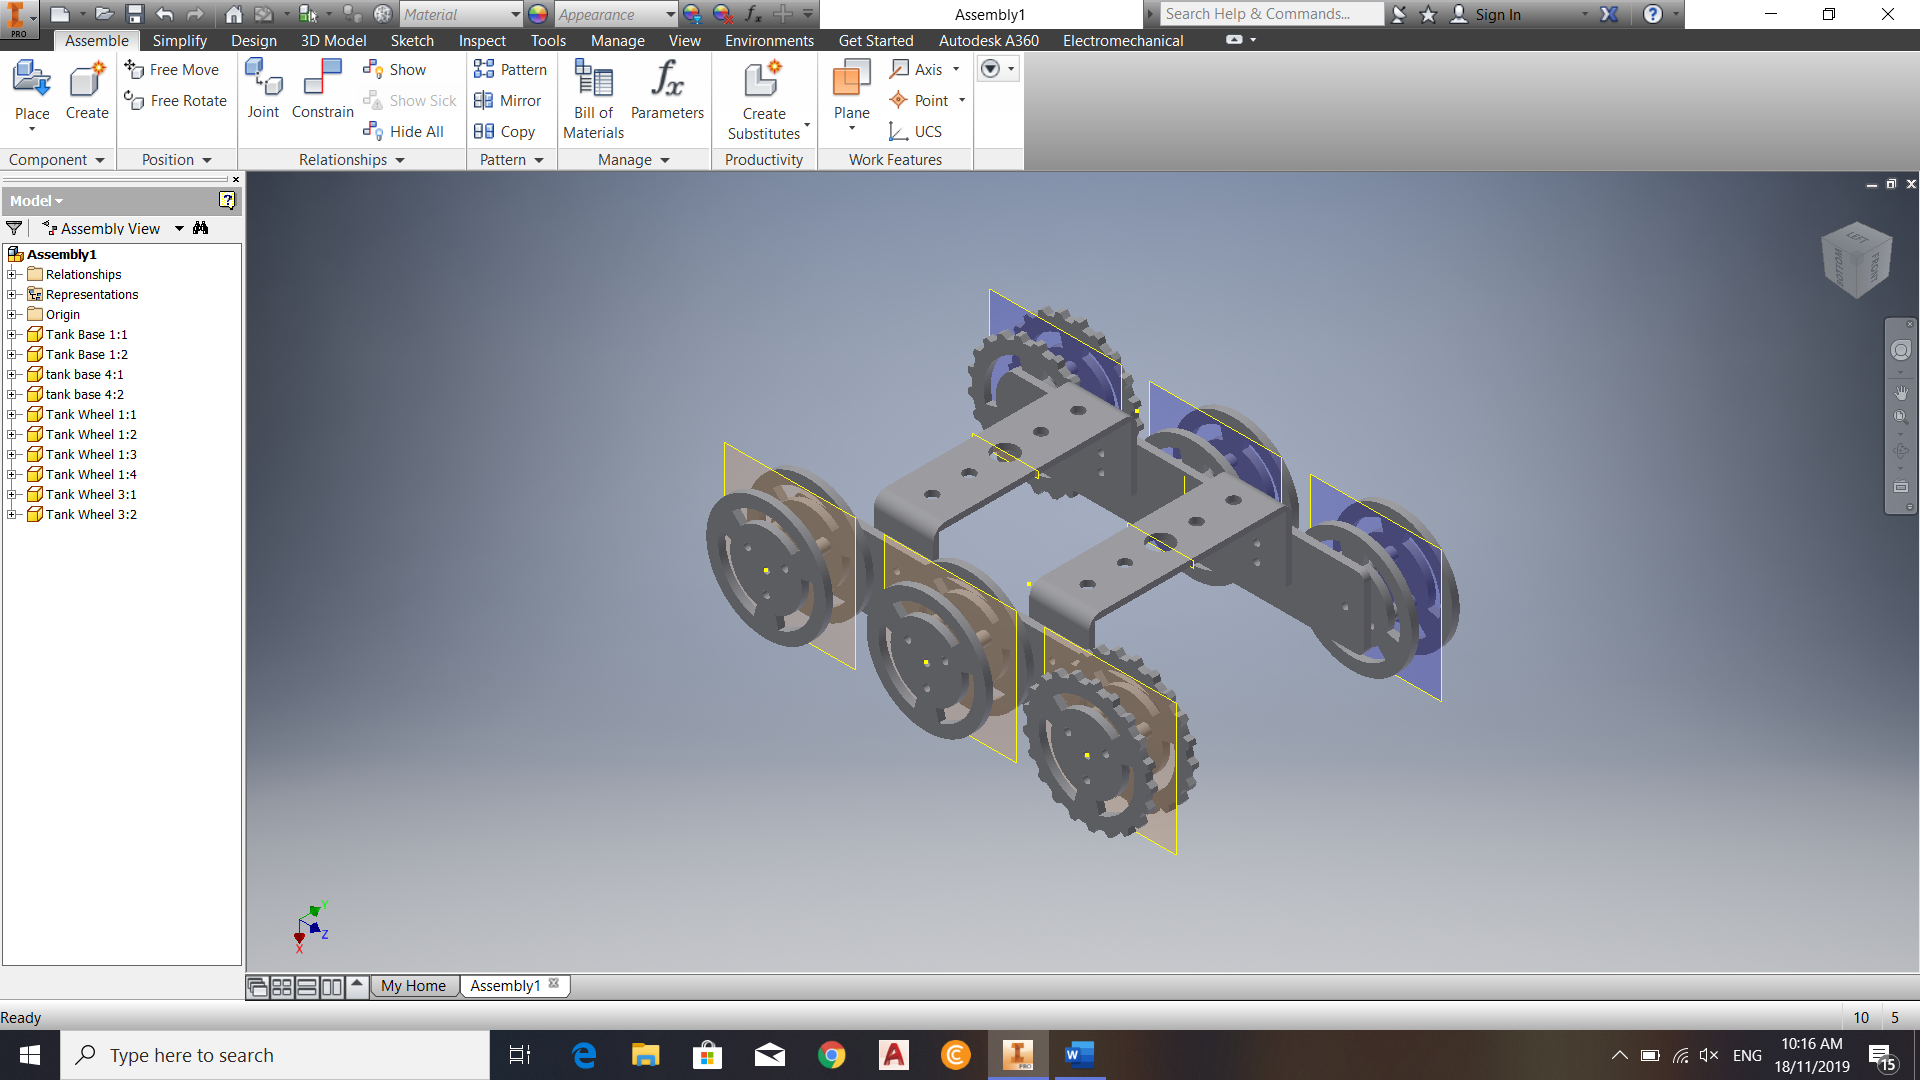 PRO
Material
Appearance
Assembly1
Search Help & Commands...
Sign In
Assemble Simplify Design 3D Model Sketch Inspect Tools Manage View Environments Get Started Autodesk A360 Electromechanical
Place
Create
Free Move
Free Rotate
Joint
Constrain
Show
Show Sick
Hide All
Pattern
Mirror
Copy
Bill of
Materials
Parameters
Create
Substitutes
Plane
Axis
Point
UCS
Component Position Relationships Pattern Manage Productivity Work Features
Model
Assembly View
Assembly1
Relationships
Representations
Origin
Tank Base 1:1
Tank Base 1:2
tank base 4:1
tank base 4:2
Tank Wheel 1:1
Tank Wheel 1:2
Tank Wheel 1:3
Tank Wheel 1:4
Tank Wheel 3:1
Tank Wheel 3:2
LEFT
FRONT
BOTTOM
Y
Z
X
My Home Assembly1
Ready
10 5
Type here to search
PRO
ENG
10:16 AM
18/11/2019
15